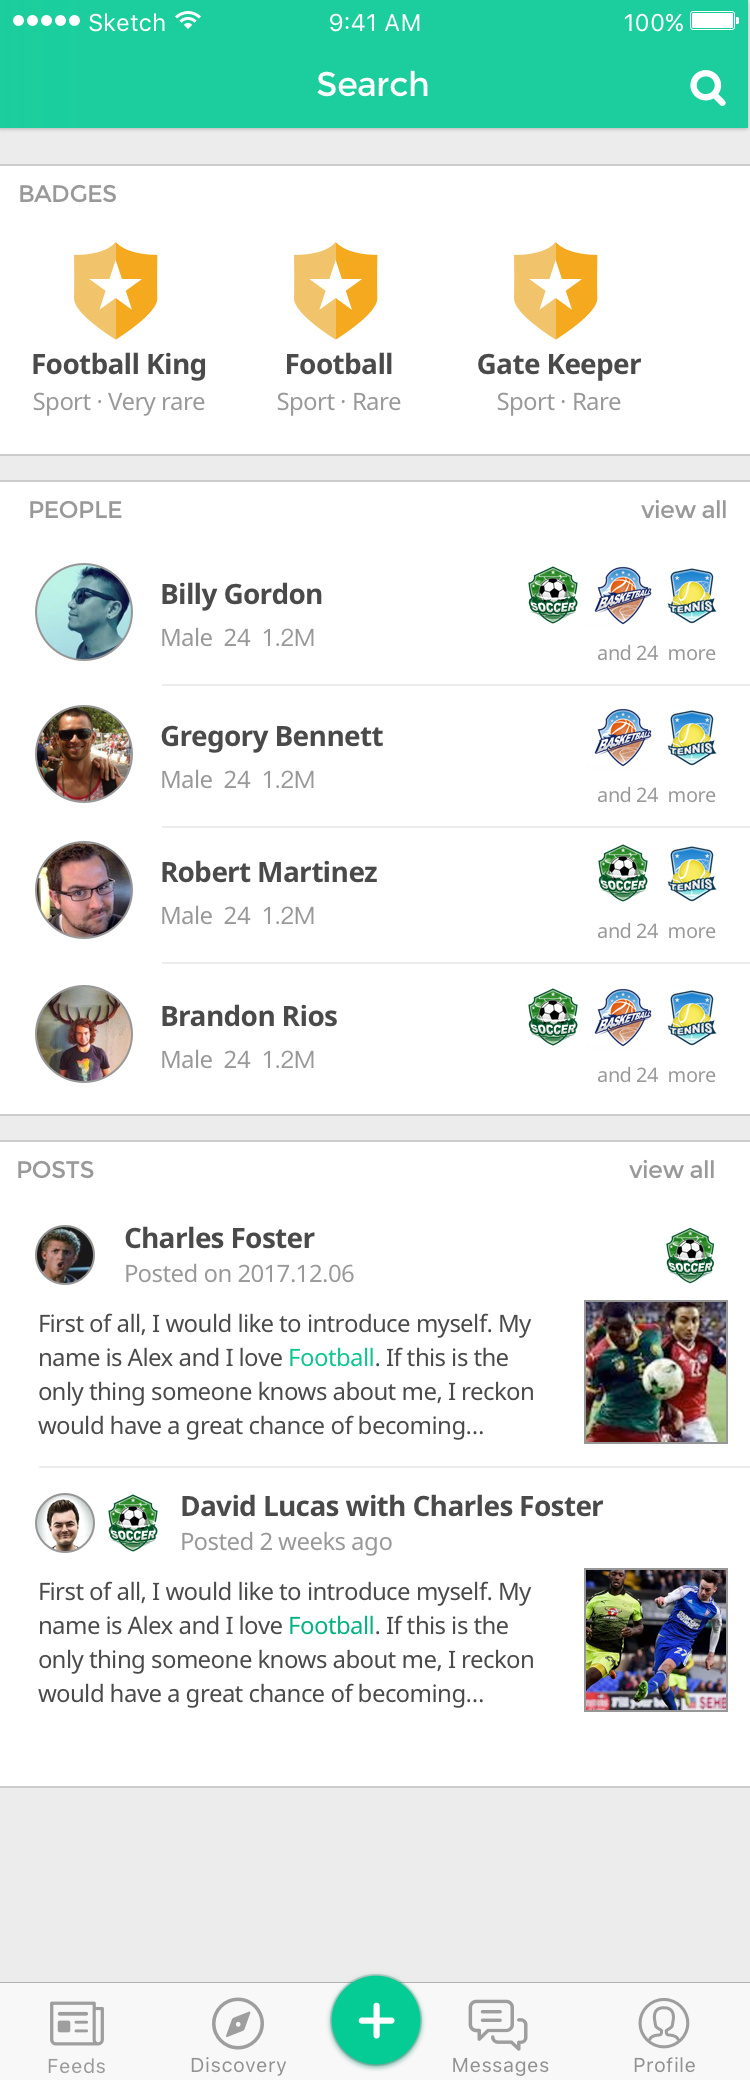 Sketch 9:41 AM 100%
Search
BADGES
Football King Football Gate Keeper
Sport · Very rare Sport · Rare Sport · Rare
PEOPLE view all
Billy Gordon
SOCCER BASKETBALL TENNIS
Male 24 1.2M
and 24 more
Gregory Bennett
BASKETBALL TENNIS
Male 24 1.2M
and 24 more
Robert Martinez
SOCCER TENNIS
Male 24 1.2M
and 24 more
Brandon Rios
SOCCER BASKETBALL TENNIS
Male 24 1.2M
and 24 more
POSTS view all
Charles Foster
SOCCER
Posted on 2017.12.06
First of all, I would like to introduce myself. My
name is Alex and I love Football. If this is the
only thing someone knows about me, I reckon
would have a great chance of becoming...
David Lucas with Charles Foster
SOCCER
Posted 2 weeks ago
First of all, I would like to introduce myself. My
name is Alex and I love Football. If this is the
only thing someone knows about me, I reckon
would have a great chance of becoming...
Feeds Discovery Messages Profile